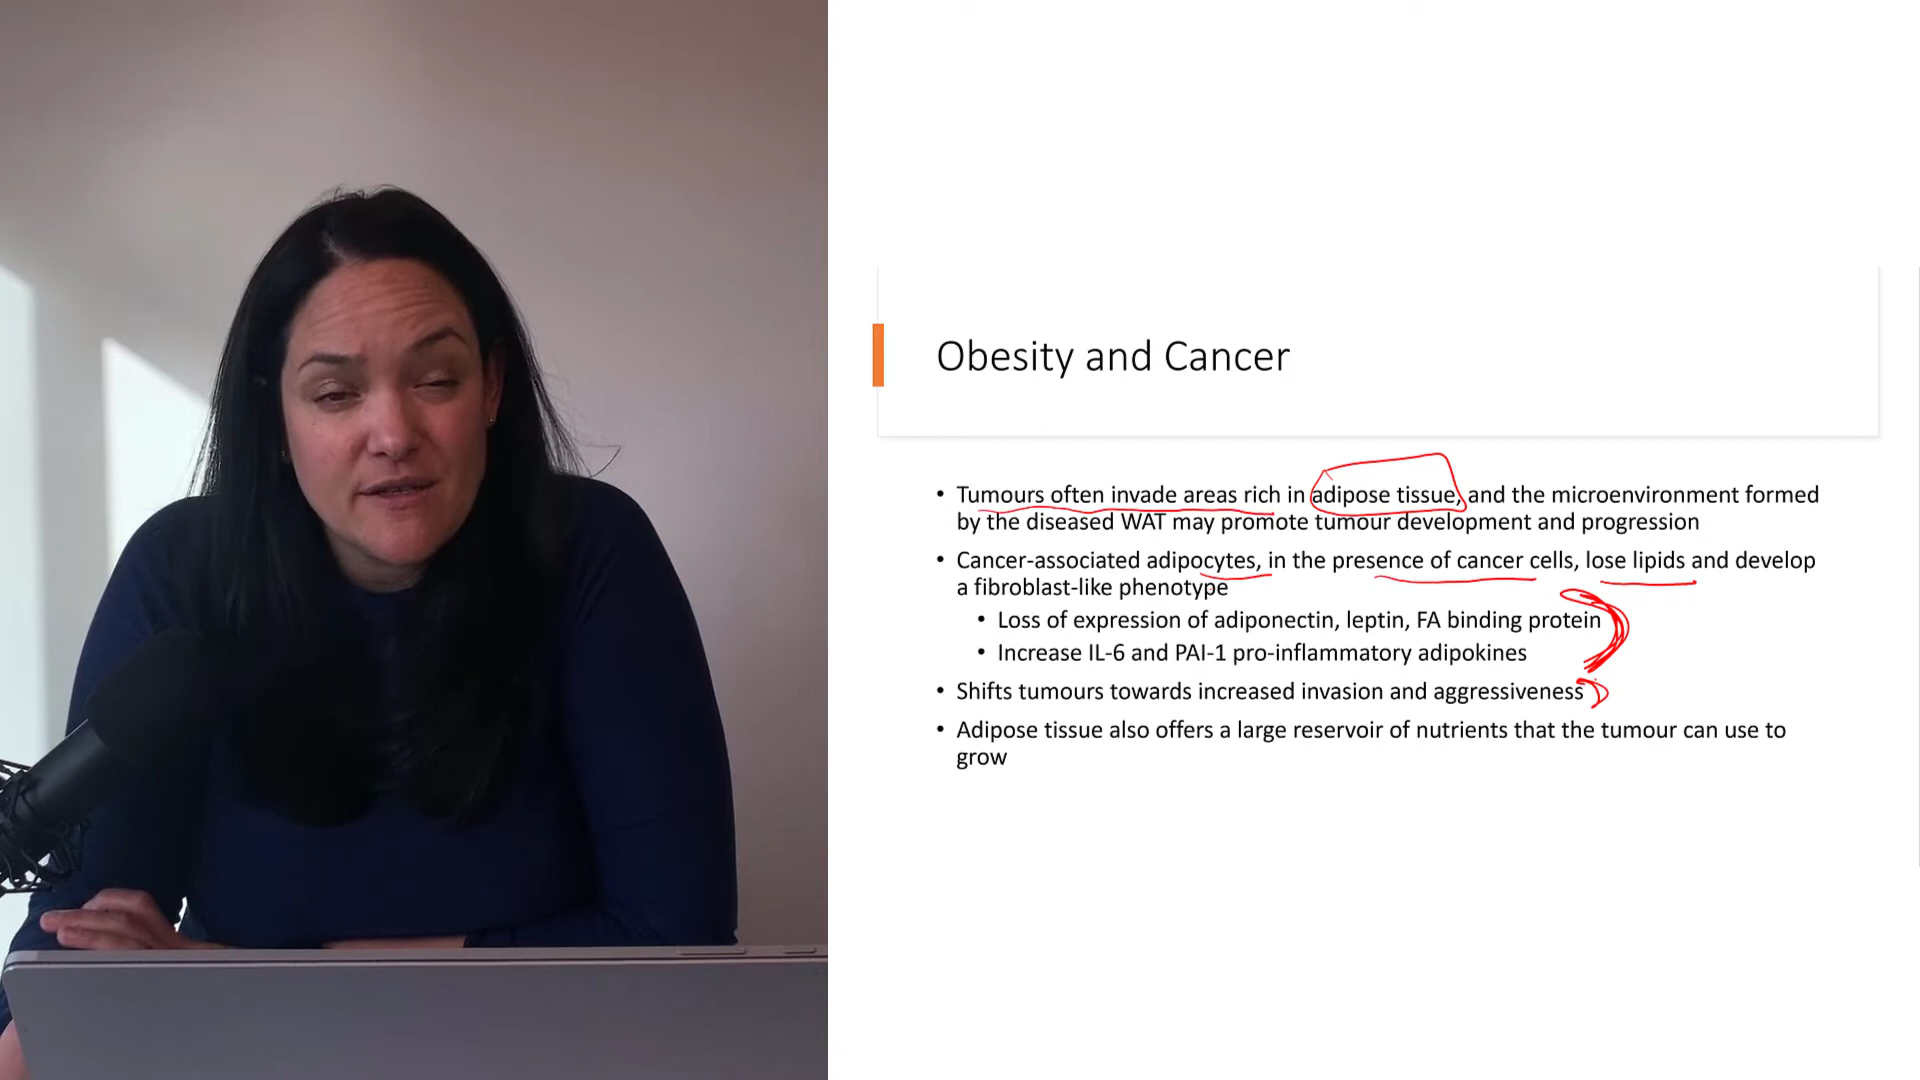 Obesity and Cancer
• Tumours often invade areas rich in adipose tissue, and the microenvironment formed
by the diseased WAT may promote tumour development and progression
• Cancer-associated adipocytes, in the presence of cancer cells, lose lipids and develop
a fibroblast-like phenotype
• Loss of expression of adiponectin, leptin, FA binding protein
• Increase IL-6 and PAI-1 pro-inflammatory adipokines
• Shifts tumours towards increased invasion and aggressiveness
• Adipose tissue also offers a large reservoir of nutrients that the tumour can use to
grow